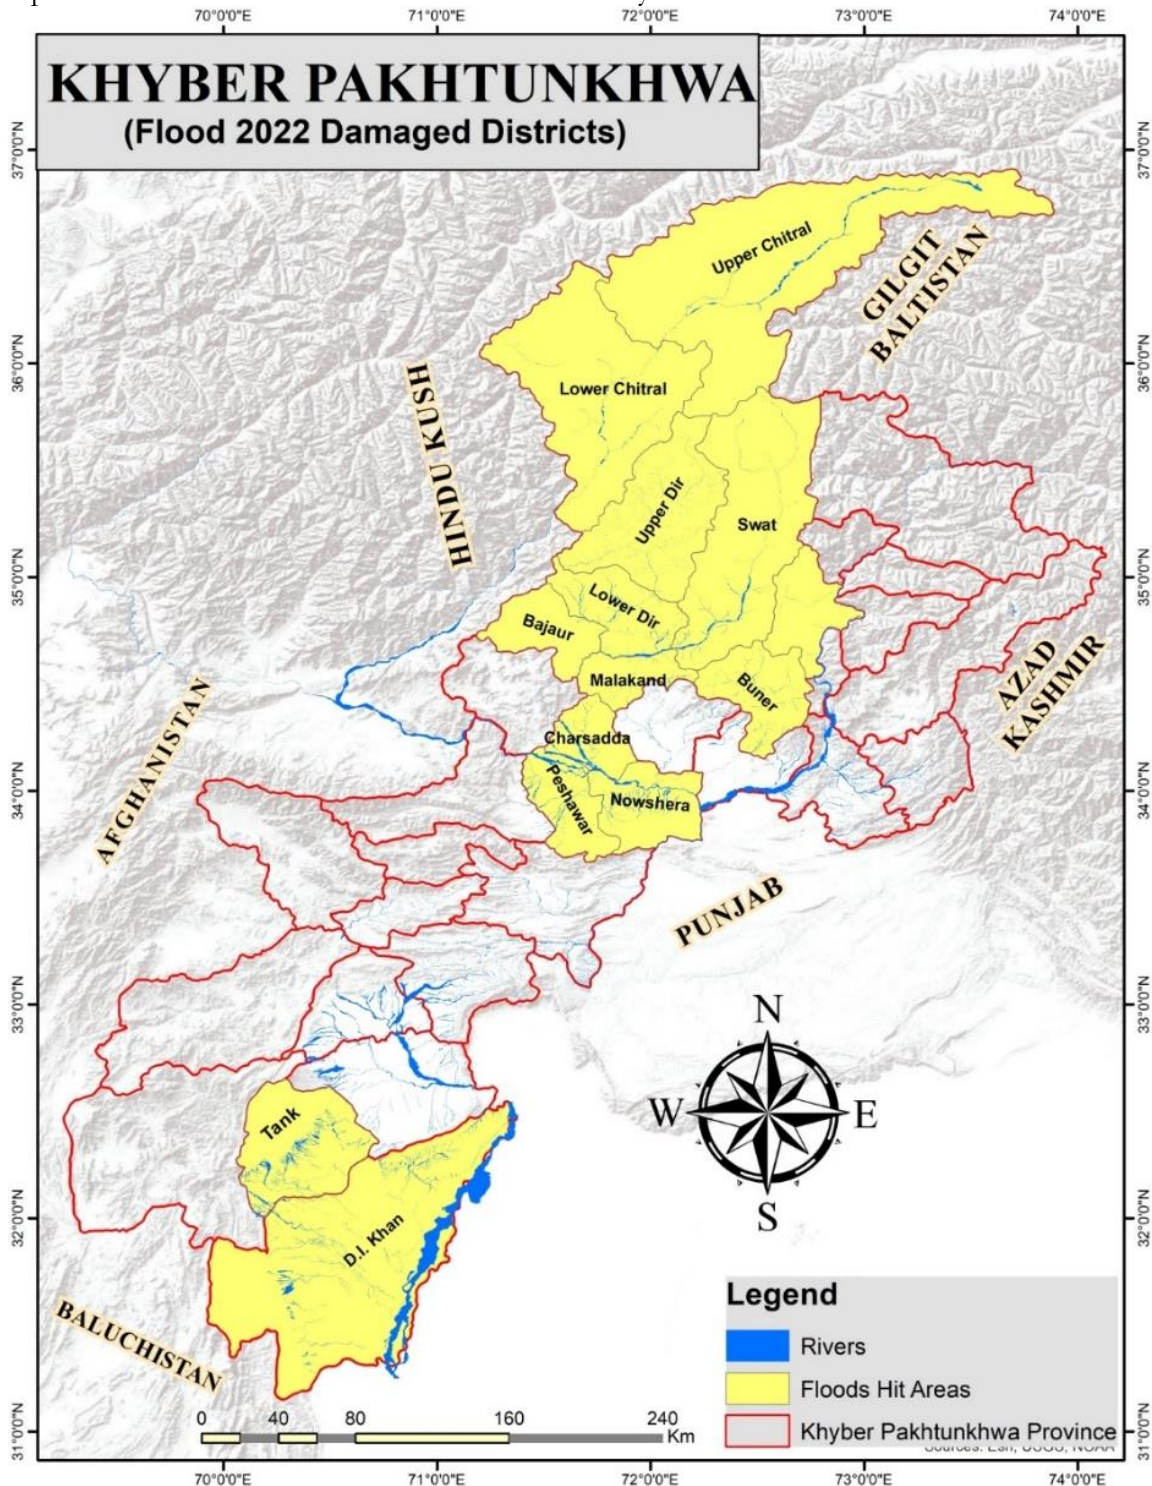 70°0'0"E 71°0'0"E 72°0'0"E 73°0'0"E 74°0'0"E
KHYBER PAKHTUNKHWA
(Flood 2022 Damaged Districts)
37°0'0"N 37°0'0"N
Upper Chitral
GILGIT
BALTISTAN
36°0'0"N 36°0'0"N
Lower Chitral
HINDU KUSH
Upper Dir
Swat
35°0'0"N 35°0'0"N
Lower Dir
Bajaur
Malakand
Buner
AZAD
KASHMIR
AFGHANISTAN
Charsadda
Peshawar
Nowshera
34°0'0"N 34°0'0"N
PUNJAB
33°0'0"N 33°0'0"N
N
W E
S
Tank
32°0'0"N 32°0'0"N
D.I. Khan
BALUCHISTAN
Legend
Rivers
Floods Hit Areas
Khyber Pakhtunkhwa Province
0 40 80 160 240
Km
31°0'0"N 31°0'0"N
70°0'0"E 71°0'0"E 72°0'0"E 73°0'0"E 74°0'0"E